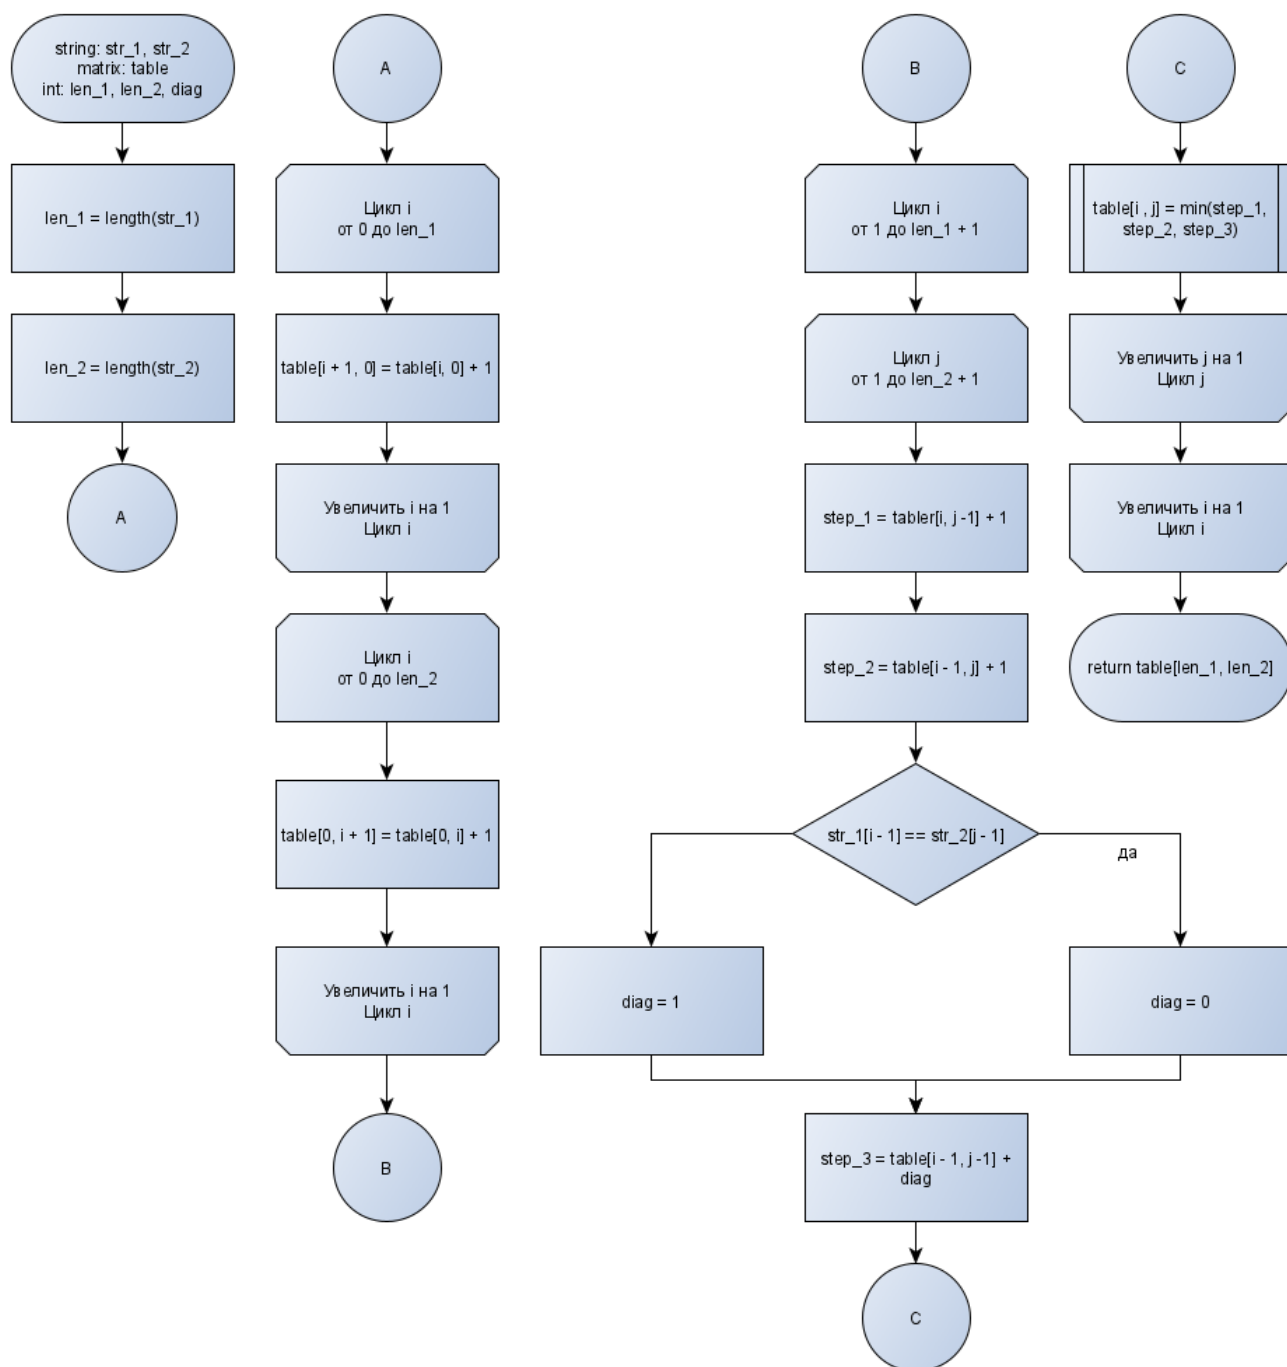 string: str_1, str_2
matrix: table
int: len_1, len_2, diag
len_1 = length(str_1)
len_2 = length(str_2)
A
A
Цикл i
от 0 до len_1
table[i + 1, 0] = table[i, 0] + 1
Увеличить i на 1
Цикл i
Цикл i
от 0 до len_2
table[0, i + 1] = table[0, i] + 1
Увеличить i на 1
Цикл i
B
B
Цикл i
от 1 до len_1 + 1
Цикл j
от 1 до len_2 + 1
step_1 = tabler[i, j -1] + 1
step_2 = table[i - 1, j] + 1
str_1[i - 1] == str_2[j - 1]
да
diag = 1
diag = 0
step_3 = table[i - 1, j -1] +
diag
C
C
table[i , j] = min(step_1,
step_2, step_3)
Увеличить j на 1
Цикл j
Увеличить i на 1
Цикл i
return table[len_1, len_2]